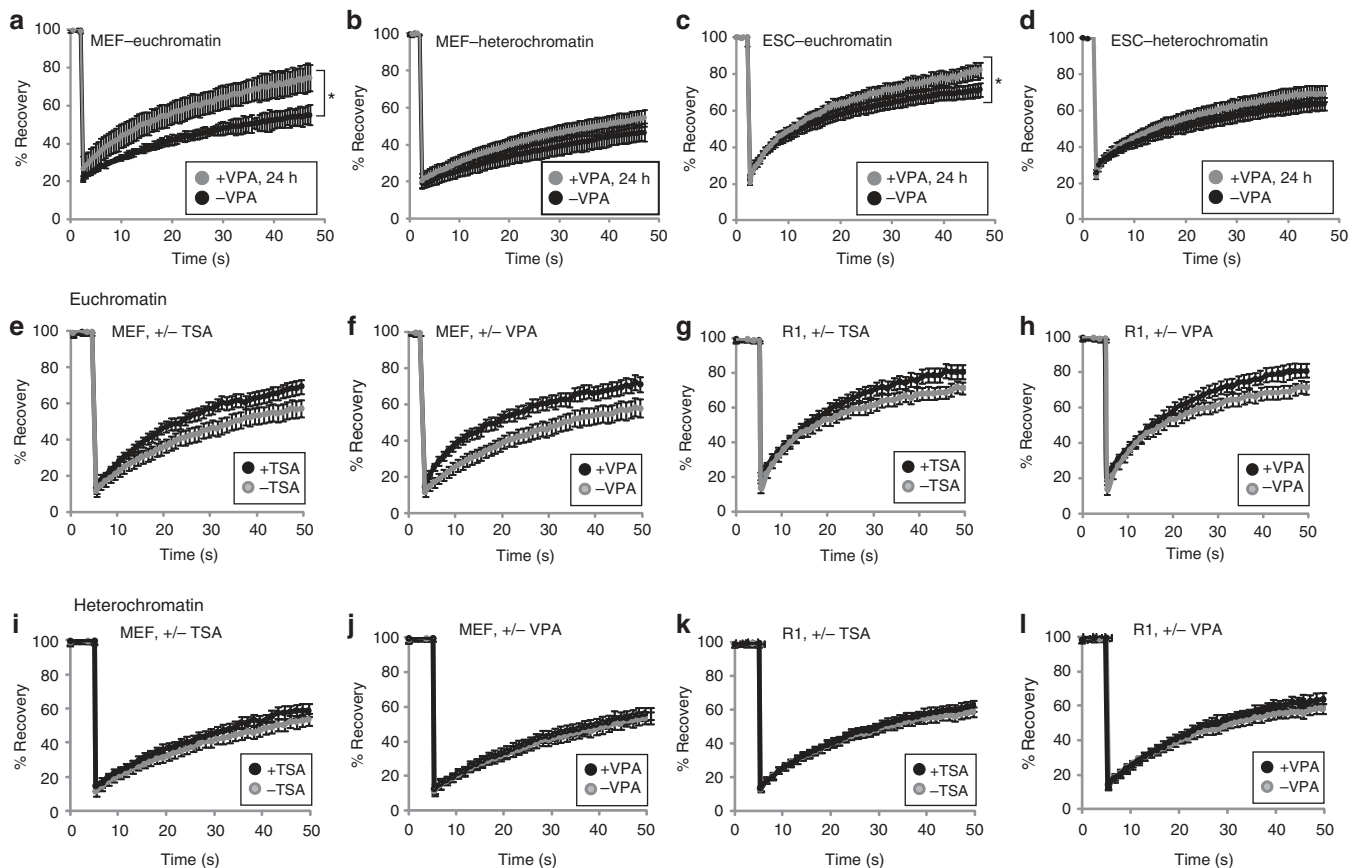 a
MEF–euchromatin
% Recovery
100
80
60
40
20
0
*
+VPA, 24 h
–VPA
0 10 20 30 40 50
Time (s)
b
MEF–heterochromatin
% Recovery
100
80
60
40
20
0
+VPA, 24 h
–VPA
0 10 20 30 40 50
Time (s)
c
ESC–euchromatin
% Recovery
100
80
60
40
20
0
*
+VPA, 24 h
–VPA
0 10 20 30 40 50
Time (s)
d
ESC–heterochromatin
% Recovery
100
80
60
40
20
0
+VPA, 24 h
–VPA
0 10 20 30 40 50
Time (s)
Euchromatin
e
MEF, +/– TSA
% Recovery
100
80
60
40
20
0
+TSA
–TSA
0 10 20 30 40 50
Time (s)
f
MEF, +/– VPA
% Recovery
100
80
60
40
20
0
+VPA
–VPA
0 10 20 30 40 50
Time (s)
g
R1, +/– TSA
% Recovery
100
80
60
40
20
0
+TSA
–TSA
0 10 20 30 40 50
Time (s)
h
R1, +/– VPA
% Recovery
100
80
60
40
20
0
+VPA
–VPA
0 10 20 30 40 50
Time (s)
Heterochromatin
i
MEF, +/– TSA
% Recovery
100
80
60
40
20
0
+TSA
–TSA
0 10 20 30 40 50
Time (s)
j
MEF, +/– VPA
% Recovery
100
80
60
40
20
0
+VPA
–VPA
0 10 20 30 40 50
Time (s)
k
R1, +/– TSA
% Recovery
100
80
60
40
20
0
+TSA
–TSA
0 10 20 30 40 50
Time (s)
l
R1, +/– VPA
% Recovery
100
80
60
40
20
0
+VPA
–VPA
0 10 20 30 40 50
Time (s)